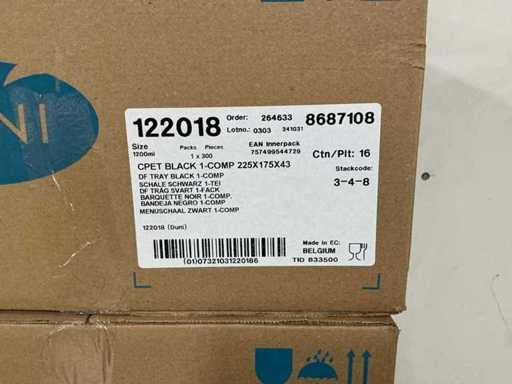 NI
122018 Order: 264633 8687108
Lotno.: 0303 241031
Size Packs Pieces EAN Innerpack
1200ml 1 x 300 757499544729 Ctn/Plt: 16
CPET BLACK 1-COMP 225X175X43 Stackcode:
DF TRAY BLACK 1-COMP 3-4-8
SCHALE SCHWARZ 1-TEI
DF TRÅG SVART 1-FACK
BARQUETTE NOIR 1-COMP.
BANDEJA NEGRO 1-COMP
MENUSCHAAL ZWART 1-COMP
122018 (Duni)
Made in EC:
BELGIUM
(01)07321031220186 TID 833500